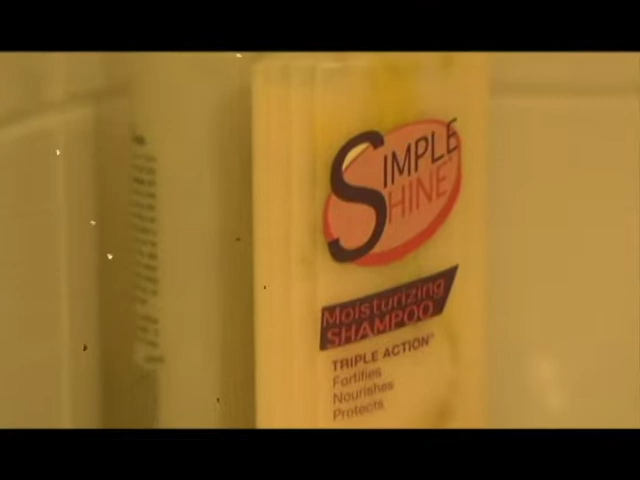 SIMPLE
SHINE
Moisturizing
SHAMPOO
TRIPLE ACTION
Fortifies
Nourishes
Protects